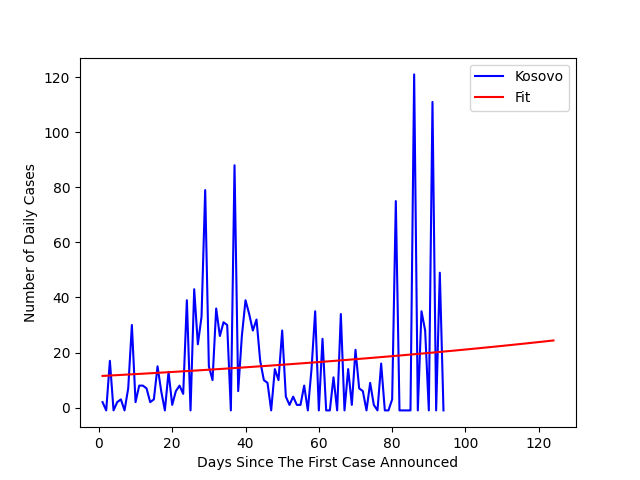 Kosovo
Fit
120
100
80
60
40
20
0
Number of Daily Cases
0 20 40 60 80 100 120
Days Since The First Case Announced